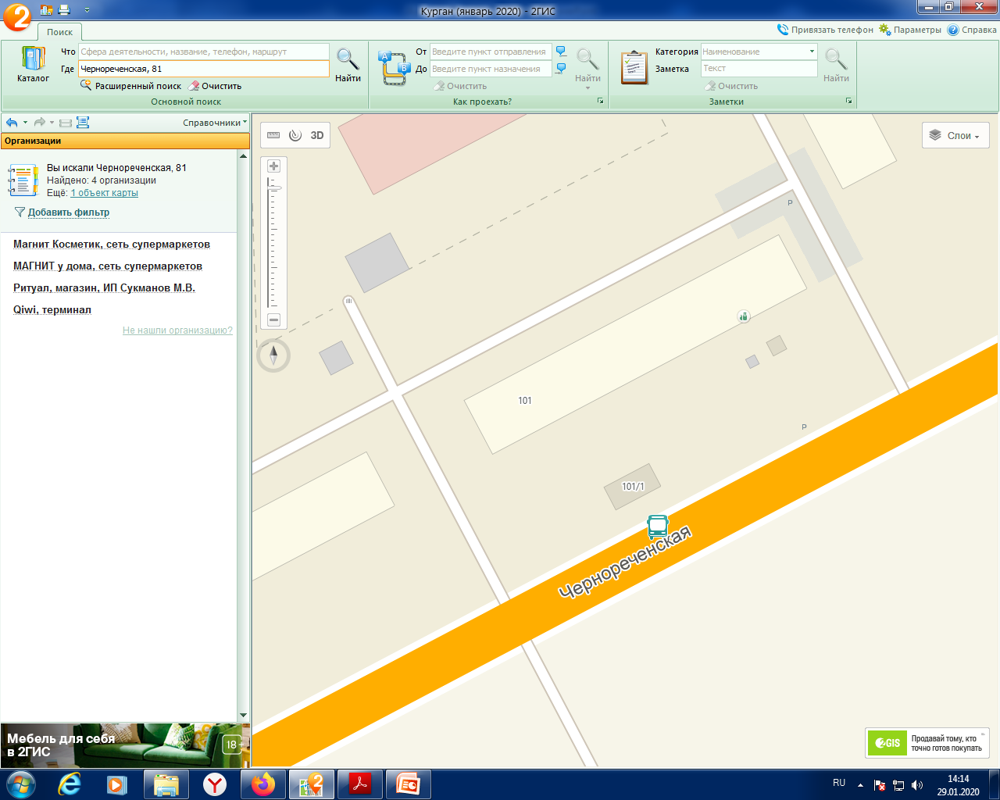 Курган (январь 2020) - 2ГИС
Поиск
Привязать телефон
Параметры
Справка
Каталог
Что
Сфера деятельности, название, телефон, маршрут
Где
Чернореченская, 81
Расширенный поиск
Очистить
Найти
Основной поиск
A
B
От
Введите пункт отправления
До
Введите пункт назначения
Очистить
Найти
Как проехать?
Категория
Наименование
Заметка
Текст
Очистить
Найти
Заметки
Справочники
Организации
Вы искали Чернореченская, 81
Найдено: 4 организации
Ещё: 1 объект карты
Добавить фильтр
Магнит Косметик, сеть супермаркетов
МАГНИТ у дома, сеть супермаркетов
Ритуал, магазин, ИП Сукманов М.В.
Qiwi, терминал
Не нашли организацию?
Мебель для себя
в 2ГИС
18
3D
Слои
P
101
P
101/1
Чернореченская
2GIS
Продавай тому, кто
точно готов покупать
RU
14:14
29.01.2020